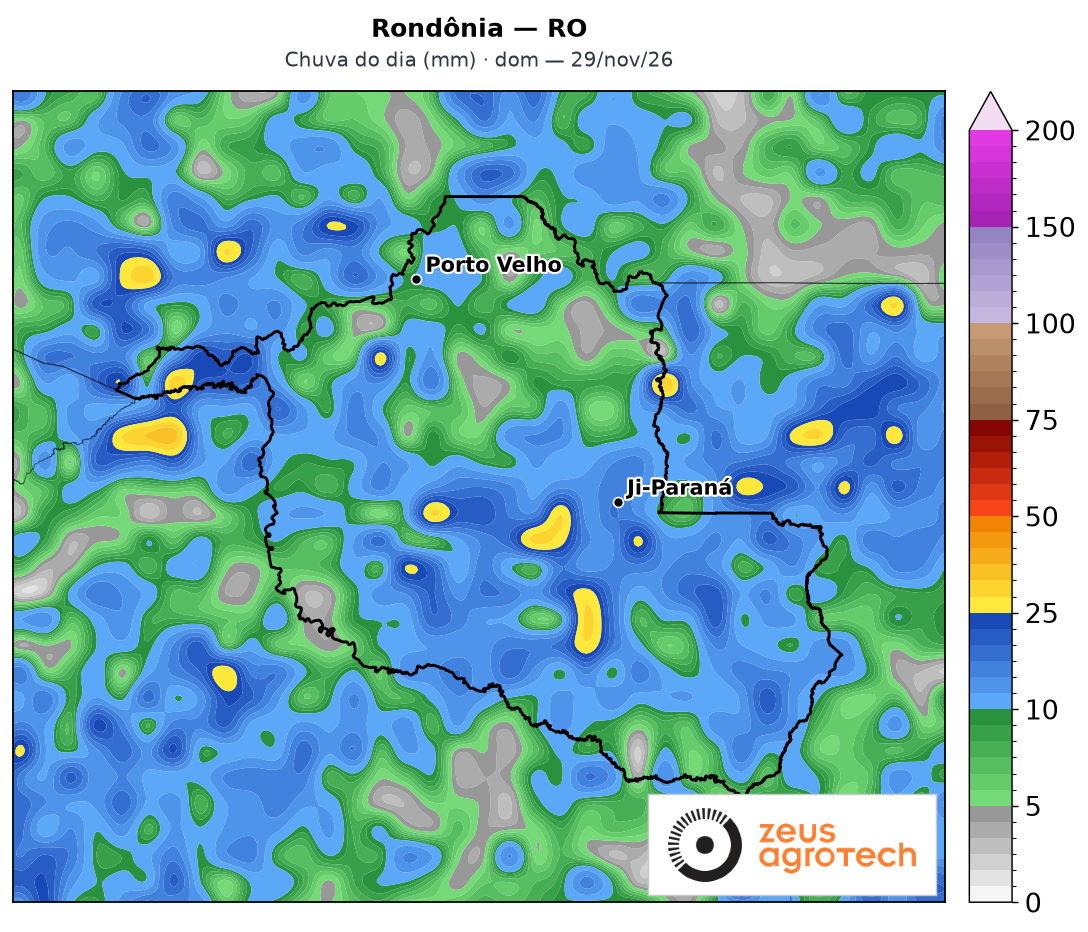 Rondônia — RO
Chuva do dia (mm) · dom — 29/nov/26
Porto Velho
Ji-Paraná
200
150
100
75
50
25
10
5
0
zeus
agrotech